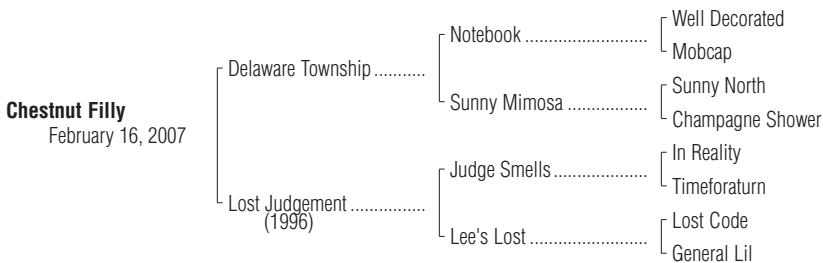 Well Decorated
Notebook ..........................
Mobcap
Delaware Township ...........
Sunny North
Sunny Mimosa .................
Champagne Shower
Chestnut Filly
February 16, 2007
In Reality
Judge Smells ....................
Timeforaturn
Lost Judgement ................
(1996)
Lost Code
Lee's Lost .........................
General Lil